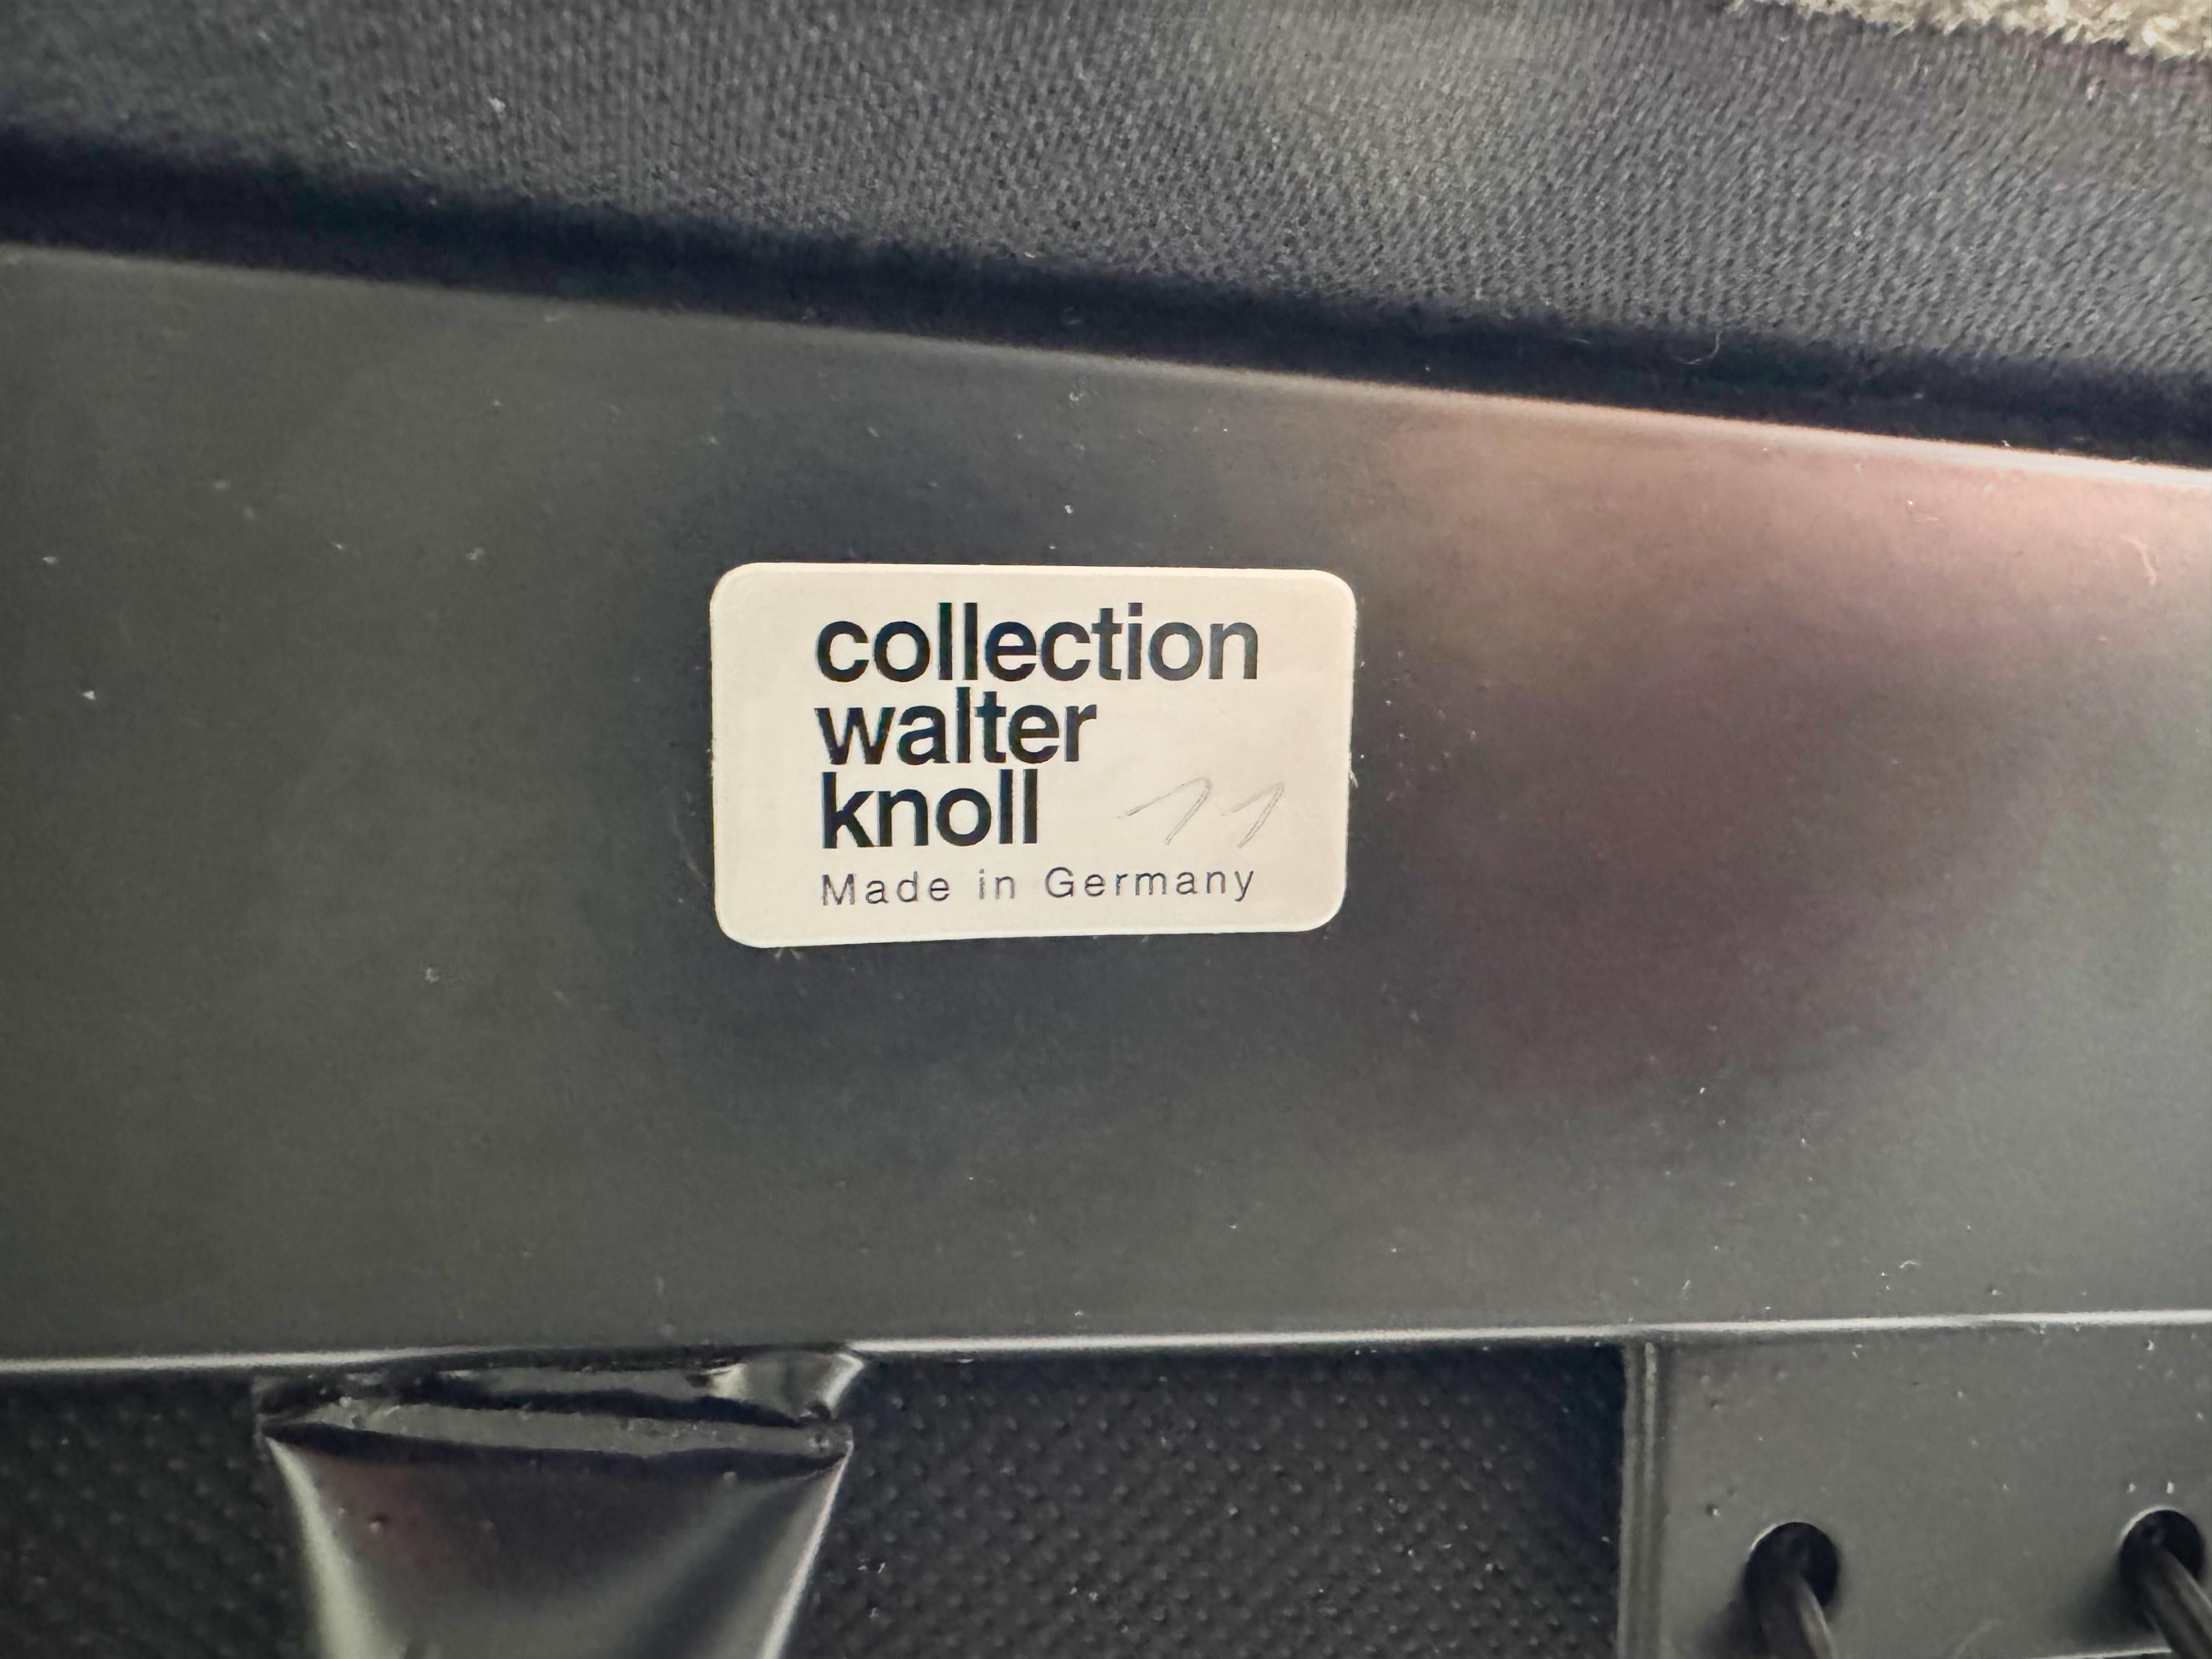 collection
walter
knoll 11
Made in Germany